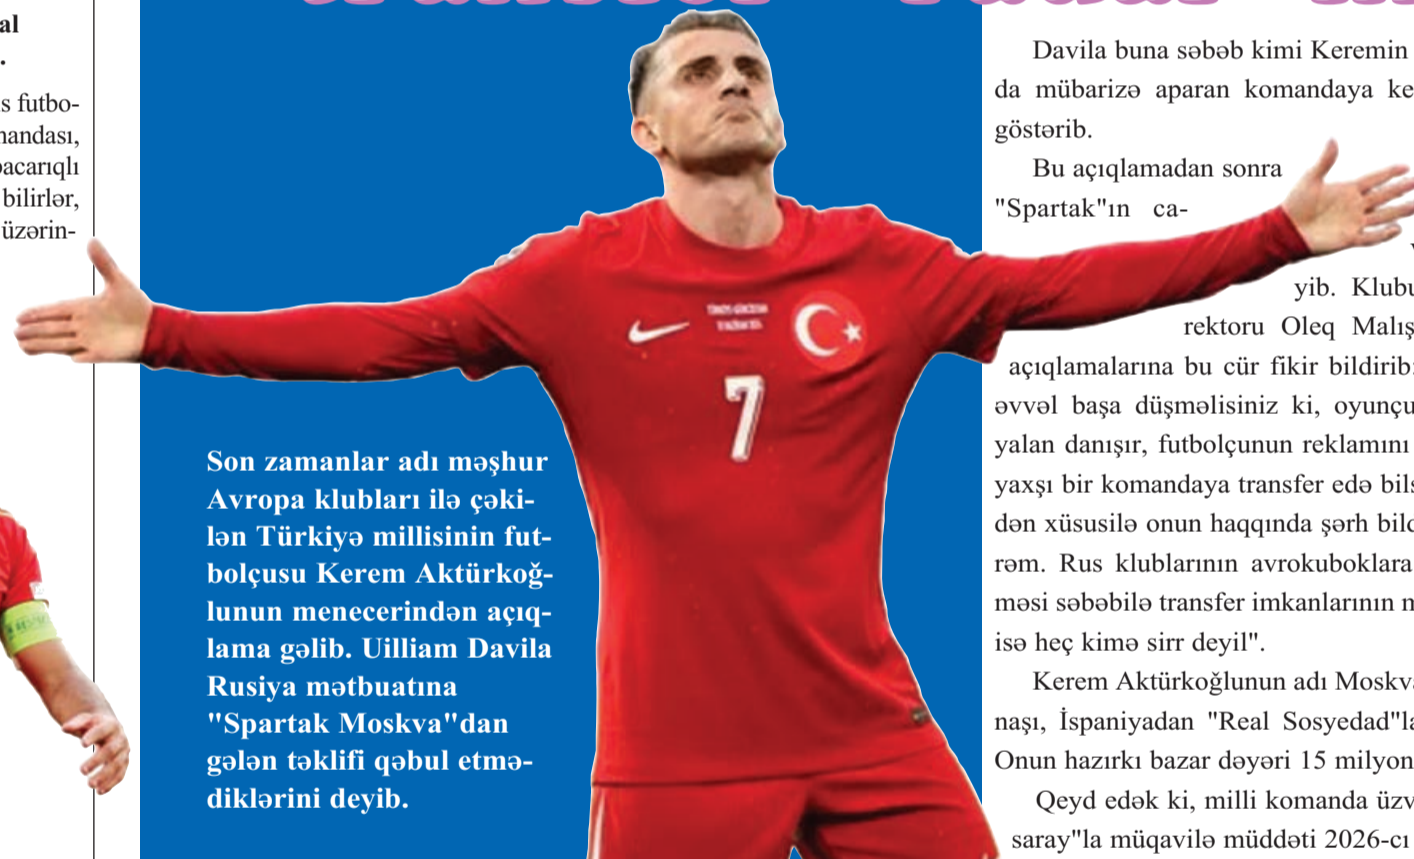 al
.
s futbo-
mandası,
bacarıqlı
bilirlər,
üzərin-
Son zamanlar adı məşhur
Avropa klubları ilə çəki-
lən Türkiyə millisinin fut-
bolçusu Kerem Aktürkoğ-
lunun menecerindən açıq-
lama gəlib. Uilliam Davila
Rusiya mətbuatına
"Spartak Moskva"dan
gələn təklifi qəbul etmə-
diklərini deyib.
7
Davila buna səbəb kimi Keremin
da mübarizə aparan komandaya ke
göstərib.
Bu açıqlamadan sonra
"Spartak"ın ca-
yib. Klubu
rektoru Oleq Malış
açıqlamalarına bu cür fikir bildirib:
əvvəl başa düşməlisiniz ki, oyunçu
yalan danışır, futbolçunun reklamını
yaxşı bir komandaya transfer edə bils
dən xüsusilə onun haqqında şərh bild
rəm. Rus klublarının avrokuboklara
məsi səbəbilə transfer imkanlarının m
isə heç kimə sirr deyil".
Kerem Aktürkoğlunun adı Moskva
naşı, İspaniyadan "Real Sosyedad"la
Onun hazırkı bazar dəyəri 15 milyon
Qeyd edək ki, milli komanda üzv
saray"la müqavilə müddəti 2026-cı